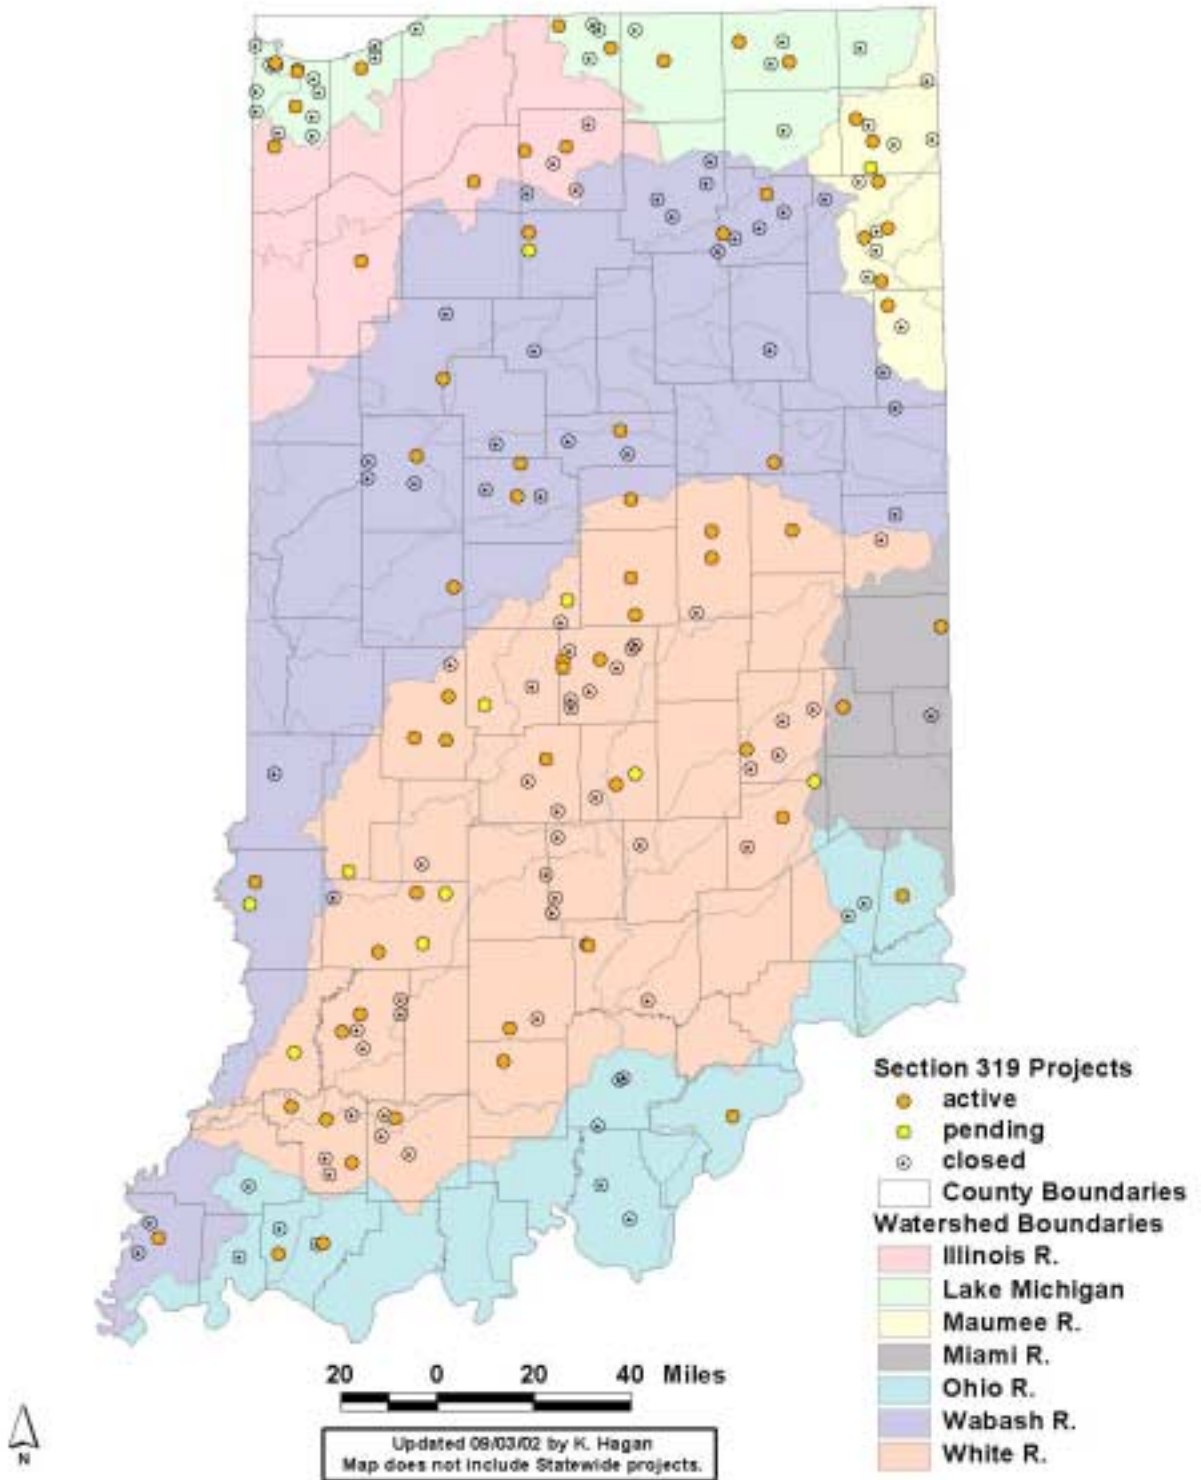 Section 319 Projects
active
pending
closed
County Boundaries
Watershed Boundaries
Illinois R.
Lake Michigan
Maumee R.
Miami R.
Ohio R.
Wabash R.
White R.
20 0 20 40 Miles
N
Updated 09/03/02 by K. Hagan
Map does not include Statewide projects.